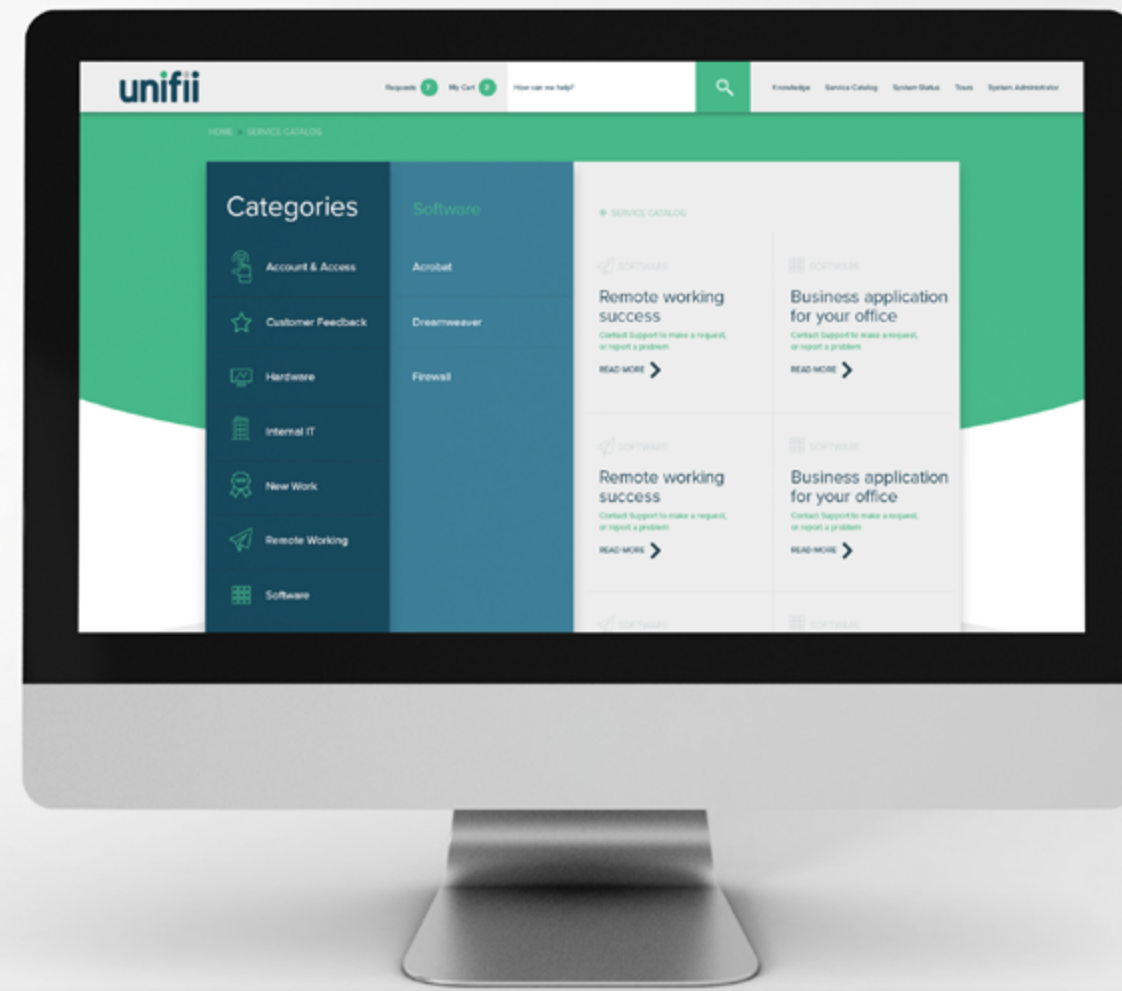 unifii
Requests 7 My Cart 3 How can we help? Knowledge Service Catalog System Status Tours System Administrator
HOME > SERVICE CATALOG
Categories
Account & Access
Customer Feedback
Hardware
Internal IT
New Work
Remote Working
Software
Software
Acrobat
Dreamweaver
Firewall
SERVICE CATALOG
SOFTWARE
Remote working
success
Contact Support to make a request,
or report a problem
READ MORE
SOFTWARE
Business application
for your office
Contact Support to make a request,
or report a problem
READ MORE
SOFTWARE
Remote working
success
Contact Support to make a request,
or report a problem
READ MORE
SOFTWARE
Business application
for your office
Contact Support to make a request,
or report a problem
READ MORE
SOFTWARE
SOFTWARE